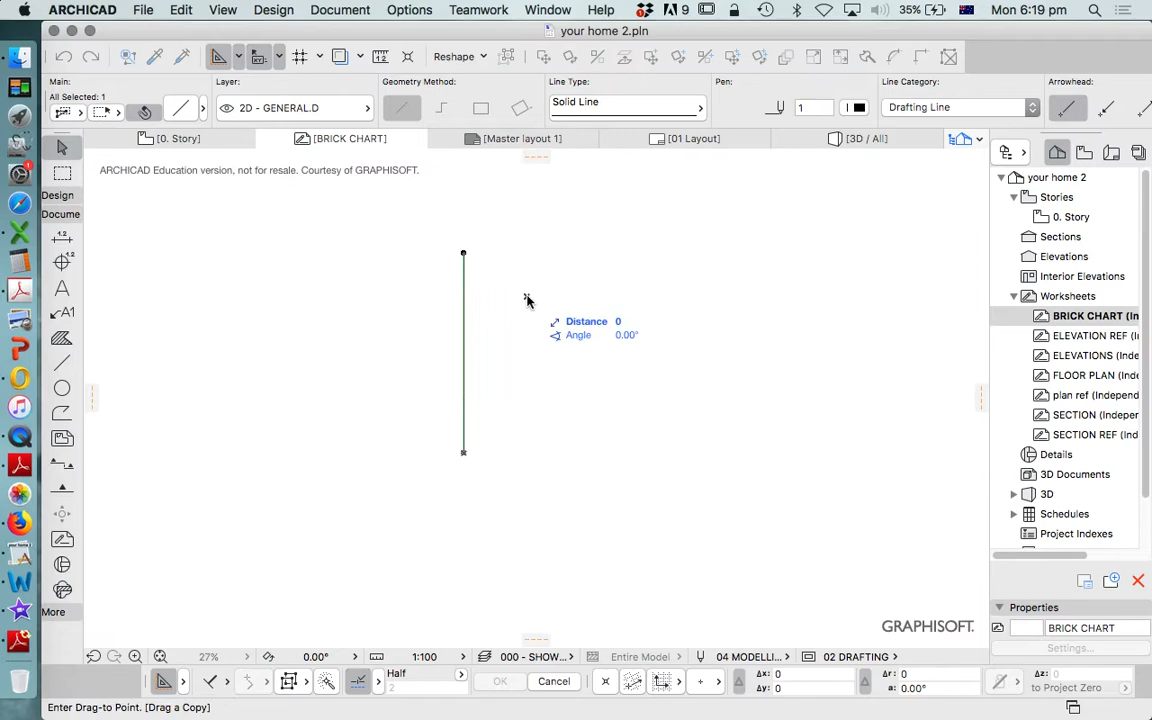 ARCHICAD File Edit View Design Document Options Teamwork Window Help 9 35% Mon 6:19 pm
your home 2.pln
Reshape
Main:
All Selected: 1
Layer:
2D - GENERAL.D
Geometry Method:
Line Type:
Solid Line
Pen:
1
Line Category:
Drafting Line
Arrowhead:
[0. Story]
[BRICK CHART]
[Master layout 1]
[01 Layout]
[3D / All]
ARCHICAD Education version, not for resale. Courtesy of GRAPHISOFT.
Design
Docume
More
Distance 0
Angle 0.00°
your home 2
Stories
0. Story
Sections
Elevations
Interior Elevations
Worksheets
BRICK CHART (In
ELEVATION REF (I
ELEVATIONS (Inde
FLOOR PLAN (Ind
plan ref (Independ
SECTION (Indeper
SECTION REF (Ind
Details
3D Documents
3D
Schedules
Project Indexes
Properties
BRICK CHART
Settings...
GRAPHISOFT.
27% 0.00° 1:100 000 - SHOW... Entire Model 04 MODELLI... 02 DRAFTING
Half
2
OK
Cancel
Δx: 0
Δy: 0
Δr: 0
a: 0.00°
Δz: 0
to Project Zero
Enter Drag-to Point. [Drag a Copy]